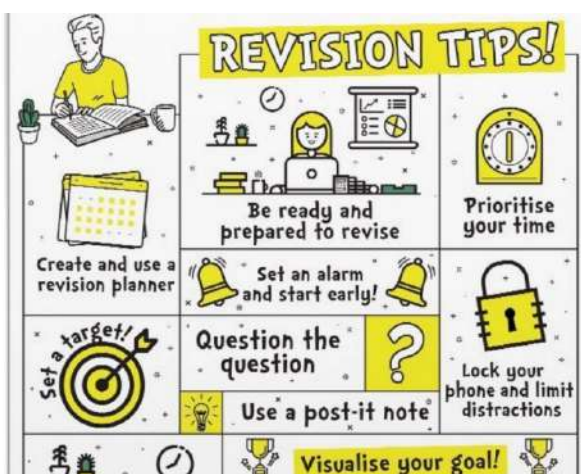 REVISION TIPS!
Be ready and
prepared to revise
Prioritise
your time
Create and use a
revision planner
Set an alarm
and start early!
Set a target!
Question the
question
?
Lock your
phone and limit
distractions
Use a post-it note
Visualise your goal!